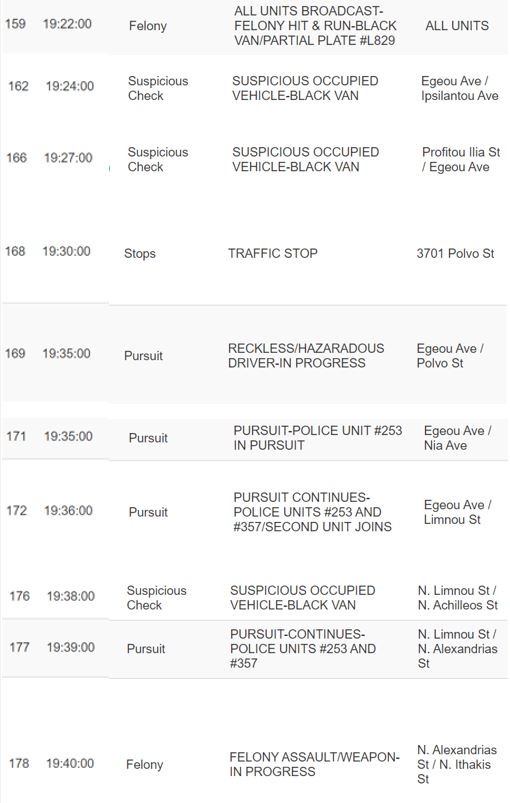 159 19:22:00 Felony ALL UNITS BROADCAST-
FELONY HIT & RUN-BLACK
VAN/PARTIAL PLATE #L829 ALL UNITS
162 19:24:00 Suspicious
Check SUSPICIOUS OCCUPIED
VEHICLE-BLACK VAN Egeou Ave /
Ipsilantou Ave
166 19:27:00 Suspicious
Check SUSPICIOUS OCCUPIED
VEHICLE-BLACK VAN Profitou Ilia St
/ Egeou Ave
168 19:30:00 Stops TRAFFIC STOP 3701 Polvo St
169 19:35:00 Pursuit RECKLESS/HAZARADOUS
DRIVER-IN PROGRESS Egeou Ave /
Polvo St
171 19:35:00 Pursuit PURSUIT-POLICE UNIT #253
IN PURSUIT Egeou Ave /
Nia Ave
172 19:36:00 Pursuit PURSUIT CONTINUES-
POLICE UNITS #253 AND
#357/SECOND UNIT JOINS Egeou Ave /
Limnou St
176 19:38:00 Suspicious
Check SUSPICIOUS OCCUPIED
VEHICLE-BLACK VAN N. Limnou St /
N. Achilleos St
177 19:39:00 Pursuit PURSUIT-CONTINUES-
POLICE UNITS #253 AND
#357 N. Limnou St /
N. Alexandrias
St
178 19:40:00 Felony FELONY ASSAULT/WEAPON-
IN PROGRESS N. Alexandrias
St / N. Ithakis
St